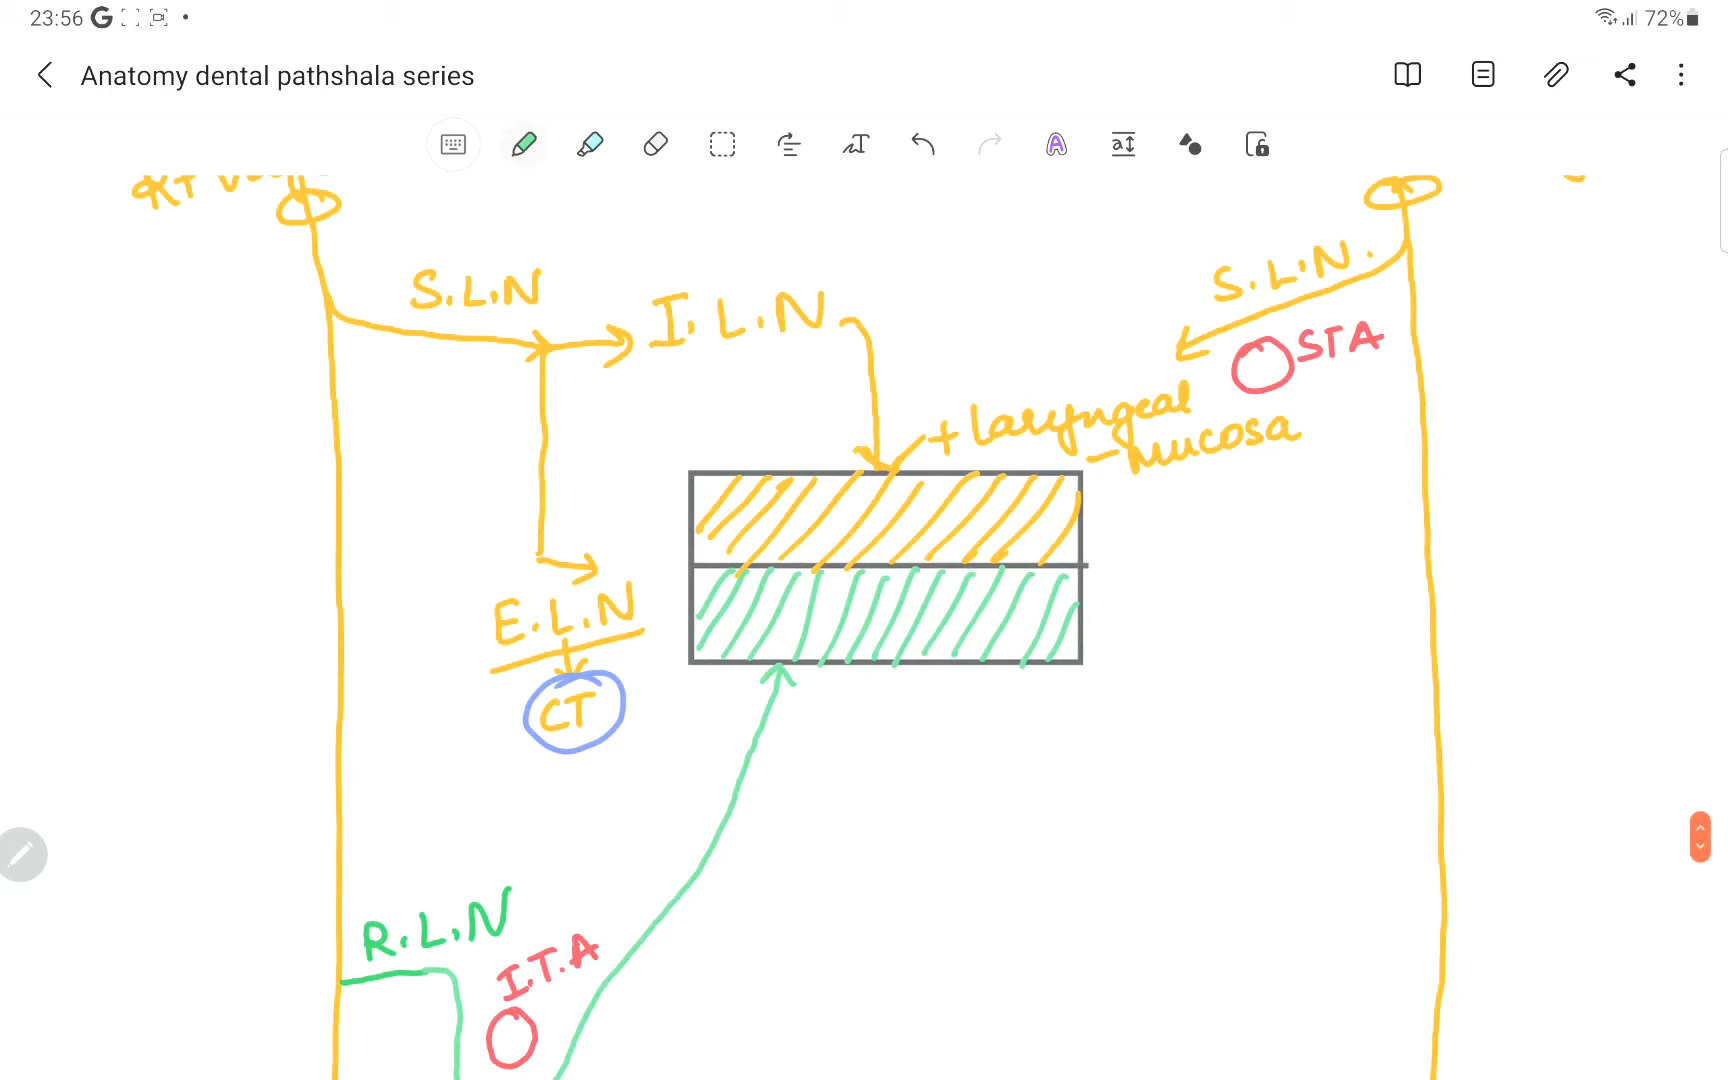 23:56
72%
Anatomy dental pathshala series
S.L.N
I.L.N
S.L.N.
STA
+ laryngeal
mucosa
E.L.N
CT
R.L.N
I.T.A